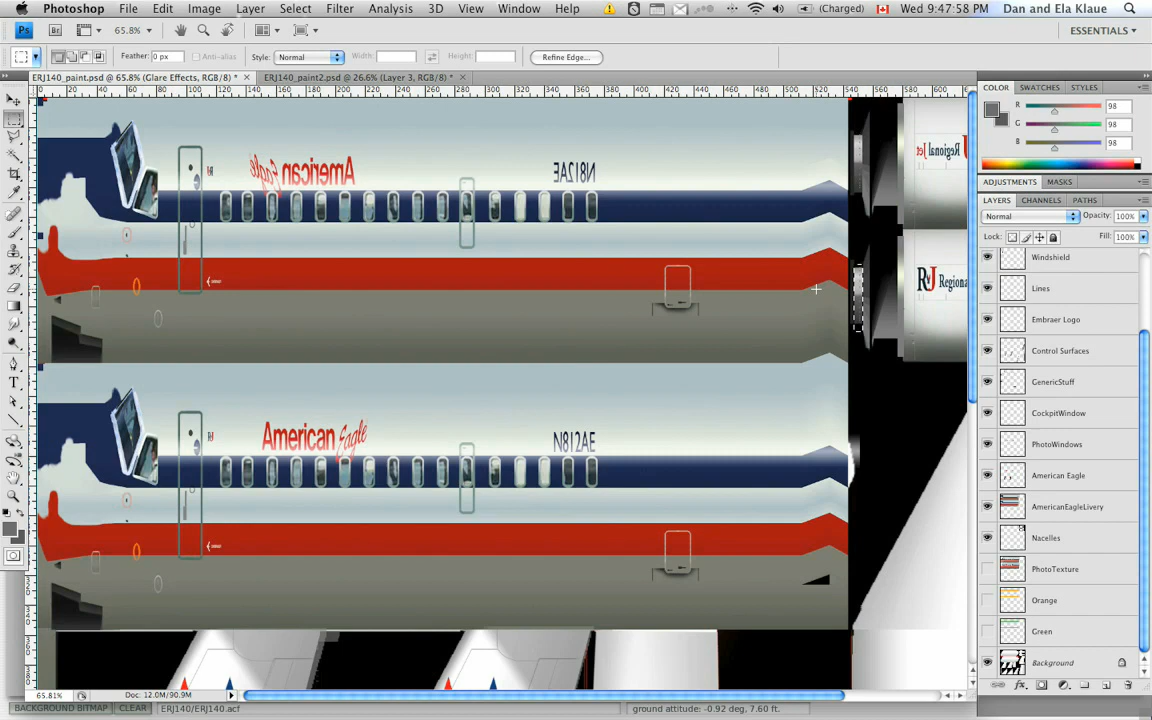 Photoshop File Edit Image Layer Select Filter Analysis 3D View Window Help (Charged) Wed 9:47:58 PM Dan and Ela Klaue
Ps Br 65.8% ESSENTIALS
Feather: 0 px Anti-alias Style: Normal Width: Height: Refine Edge...
ERJ140_paint.psd @ 65.8% (Glare Effects, RGB/8) * ERJ140_paint2.psd @ 26.6% (Layer 3, RGB/8) *
COLOR SWATCHES STYLES
R 98
G 98
B 98
ADJUSTMENTS MASKS
LAYERS CHANNELS PATHS
Normal Opacity: 100%
Lock: Fill: 100%
Windshield
Lines
Embraer Logo
Control Surfaces
GenericStuff
CockpitWindow
PhotoWindows
American Eagle
AmericanEagleLivery
Nacelles
PhotoTexture
Orange
Green
Background
American Eagle N812AE
Regional Jet
RJ Regional
American Eagle N812AE
65.81% Doc: 12.0M/90.9M
BACKGROUND BITMAP CLEAR ERJ140/ERJ140.acf ground attitude: -0.92 deg, 7.60 ft.